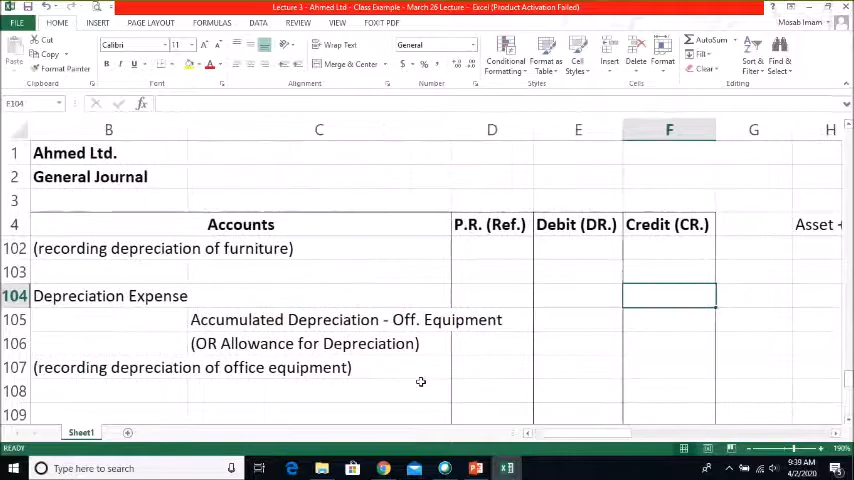 Lecture 3 - Ahmed Ltd - Class Example - March 26 Lecture - Excel (Product Activation Failed)
FILE HOME INSERT PAGE LAYOUT FORMULAS DATA REVIEW VIEW FOXIT PDF Mosab Imam
Cut Calibri 11 Wrap Text General AutoSum
Copy Fill
Paste Format Painter Merge & Center Conditional Formatting Format as Table Cell Styles Insert Delete Format Clear Sort & Filter Find & Select
Clipboard Font Alignment Number Styles Cells Editing
F104 fx
B C D E F G H
1 Ahmed Ltd.
2 General Journal
3
4 Accounts P.R. (Ref.) Debit (DR.) Credit (CR.) Asset +
102 (recording depreciation of furniture)
103
104 Depreciation Expense
105 Accumulated Depreciation - Off. Equipment
106 (OR Allowance for Depreciation)
107 (recording depreciation of office equipment)
108
109
Sheet1
READY 190%
Type here to search 9:39 AM
4/2/2020